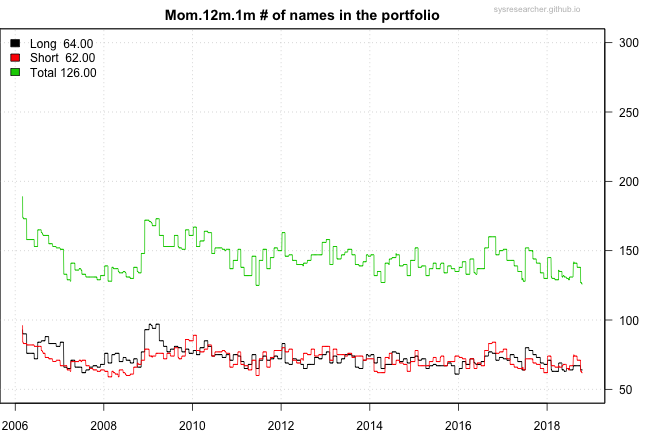 Mom.12m.1m # of names in the portfolio
sysresearcher.github.io
Long 64.00
Short 62.00
Total 126.00
300
250
200
150
100
50
2006 2008 2010 2012 2014 2016 2018